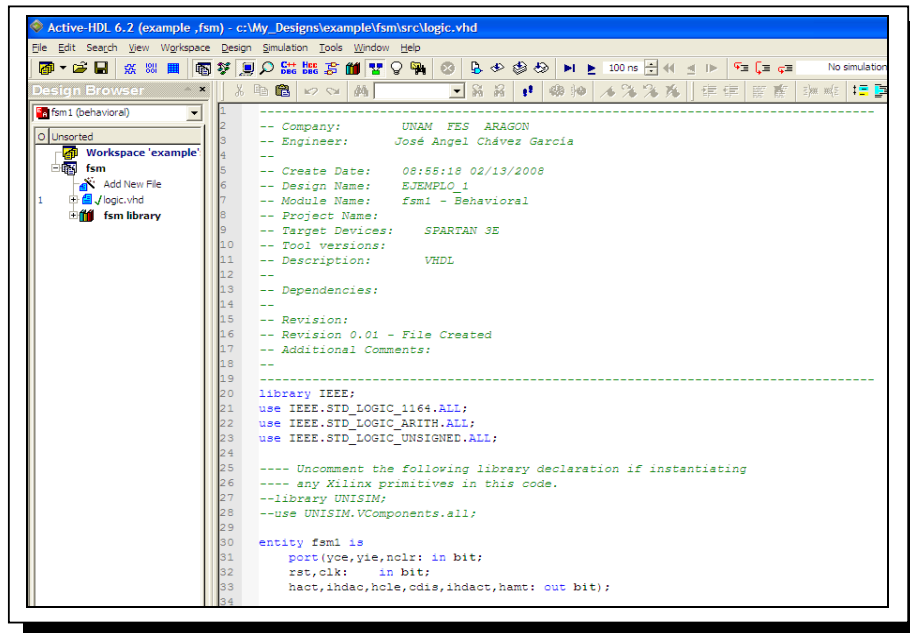 Active-HDL 6.2 (example ,fsm) - c:\My_Designs\example\fsm\src\logic.vhd
File Edit Search View Workspace Design Simulation Tools Window Help
100 ns No simulation
Design Browser
fsm1 (behavioral)
O Unsorted
Workspace 'example'
fsm
Add New File
1 logic.vhd
fsm library
1 --------------------------------------------------------------------------------
2 -- Company: UNAM FES ARAGON
3 -- Engineer: José Angel Chávez García
4 --
5 -- Create Date: 08:55:18 02/13/2008
6 -- Design Name: EJEMPLO_1
7 -- Module Name: fsm1 - Behavioral
8 -- Project Name:
9 -- Target Devices: SPARTAN 3E
10 -- Tool versions:
11 -- Description: VHDL
12 --
13 -- Dependencies:
14 --
15 -- Revision:
16 -- Revision 0.01 - File Created
17 -- Additional Comments:
18 --
19 --------------------------------------------------------------------------------
20 library IEEE;
21 use IEEE.STD_LOGIC_1164.ALL;
22 use IEEE.STD_LOGIC_ARITH.ALL;
23 use IEEE.STD_LOGIC_UNSIGNED.ALL;
24
25 ---- Uncomment the following library declaration if instantiating
26 ---- any Xilinx primitives in this code.
27 --library UNISIM;
28 --use UNISIM.VComponents.all;
29
30 entity fsm1 is
31 port(yce,yie,nclr: in bit;
32 rst,clk: in bit;
33 hact,ihdac,hcle,cdis,ihdact,hamt: out bit);
34